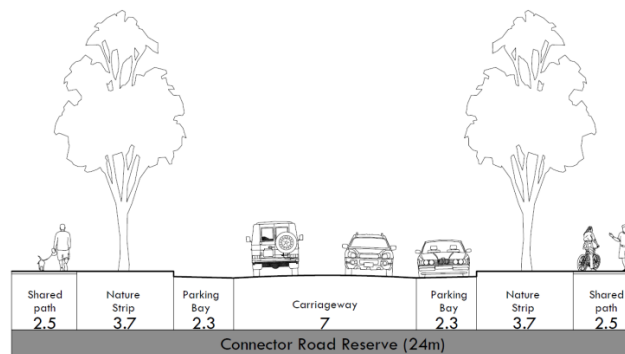 Shared path 2.5
Nature Strip 3.7
Parking Bay 2.3
Carriageway 7
Parking Bay 2.3
Nature Strip 3.7
Shared path 2.5
Connector Road Reserve (24m)